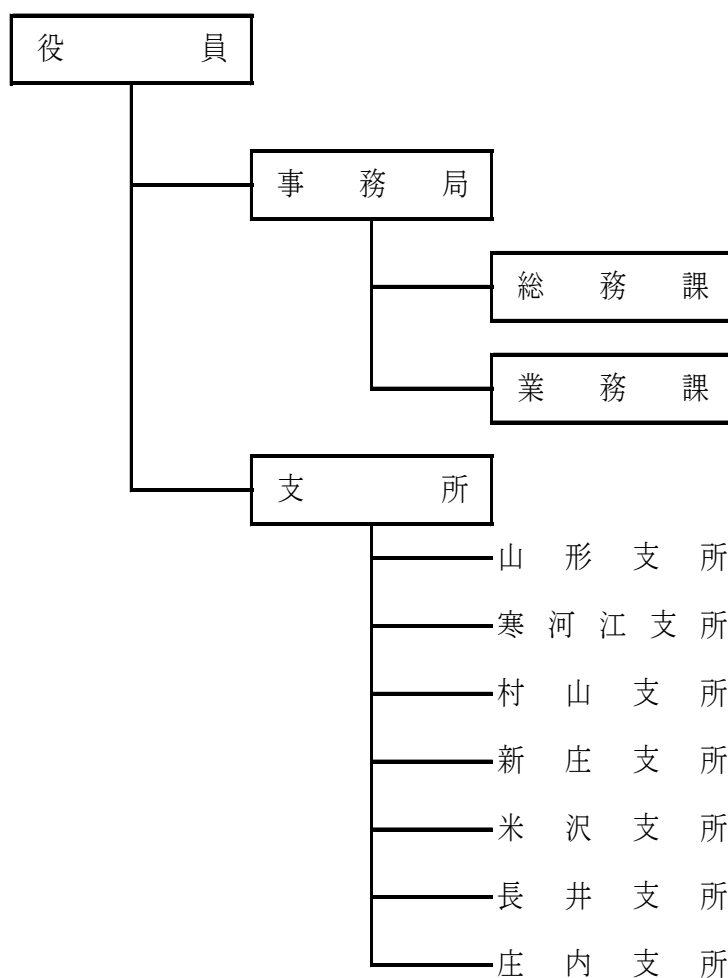 役員
事務局
総務課
業務課
支所
山形支所
寒河江支所
村山支所
新庄支所
米沢支所
長井支所
庄内支所